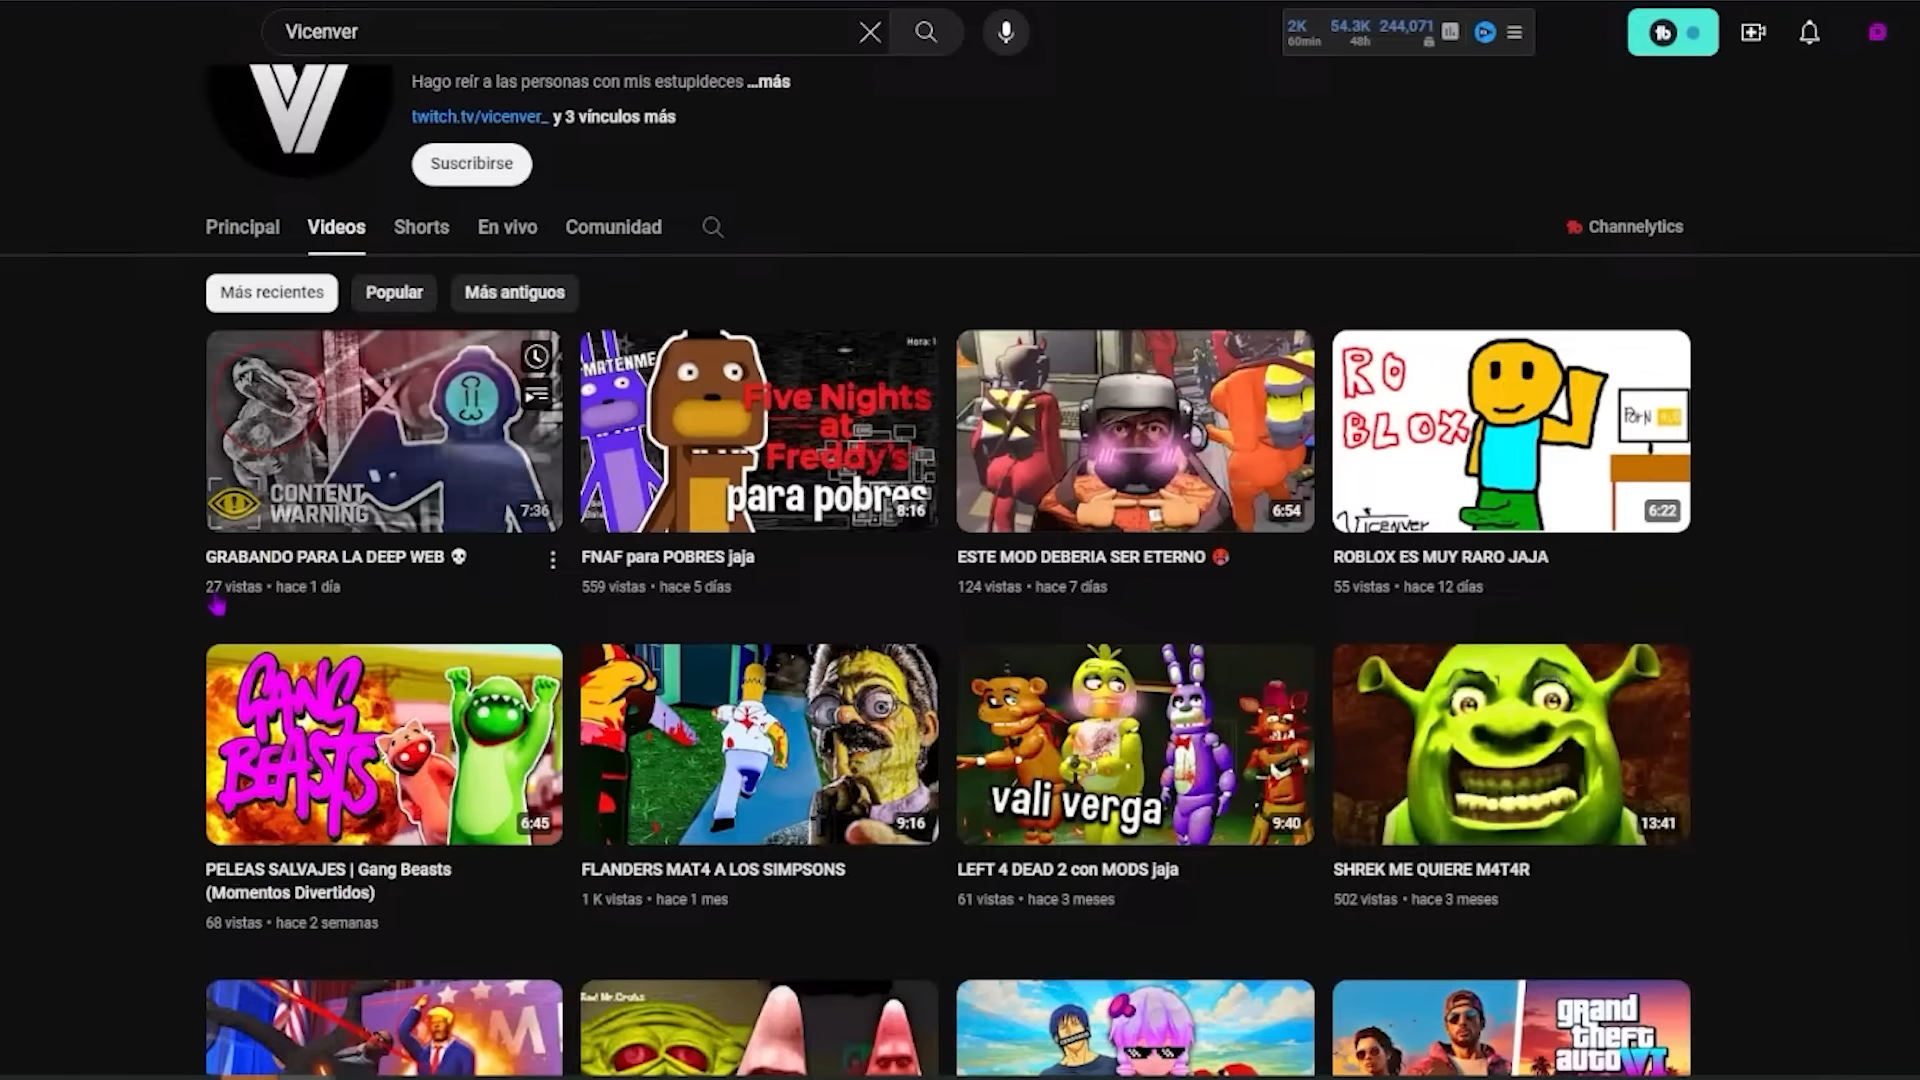 Vicenver
2K 54.3K 244,071
60min 48h
Hago reír a las personas con mis estupideces ...más
twitch.tv/vicenver_ y 3 vínculos más
Suscribirse
Principal Videos Shorts En vivo Comunidad
Channelytics
Más recientes Popular Más antiguos
CONTENT
WARNING
7:36
MATENME
Hora: 1
Five Nights
at
Freddy's
para pobres
8:16
6:54
RO
BLOX
Vicenver
6:22
GRABANDO PARA LA DEEP WEB 💀
27 vistas • hace 1 día
FNAF para POBRES jaja
559 vistas • hace 5 días
ESTE MOD DEBERIA SER ETERNO
124 vistas • hace 7 días
ROBLOX ES MUY RARO JAJA
55 vistas • hace 12 días
GANG
BEASTS
6:45
9:16
vali verga
9:40
13:41
PELEAS SALVAJES | Gang Beasts
(Momentos Divertidos)
68 vistas • hace 2 semanas
FLANDERS MAT4 A LOS SIMPSONS
1 K vistas • hace 1 mes
LEFT 4 DEAD 2 con MODS jaja
61 vistas • hace 3 meses
SHREK ME QUIERE M4T4R
502 vistas • hace 3 meses
Mr.Crabs
grand
theft
auto VI